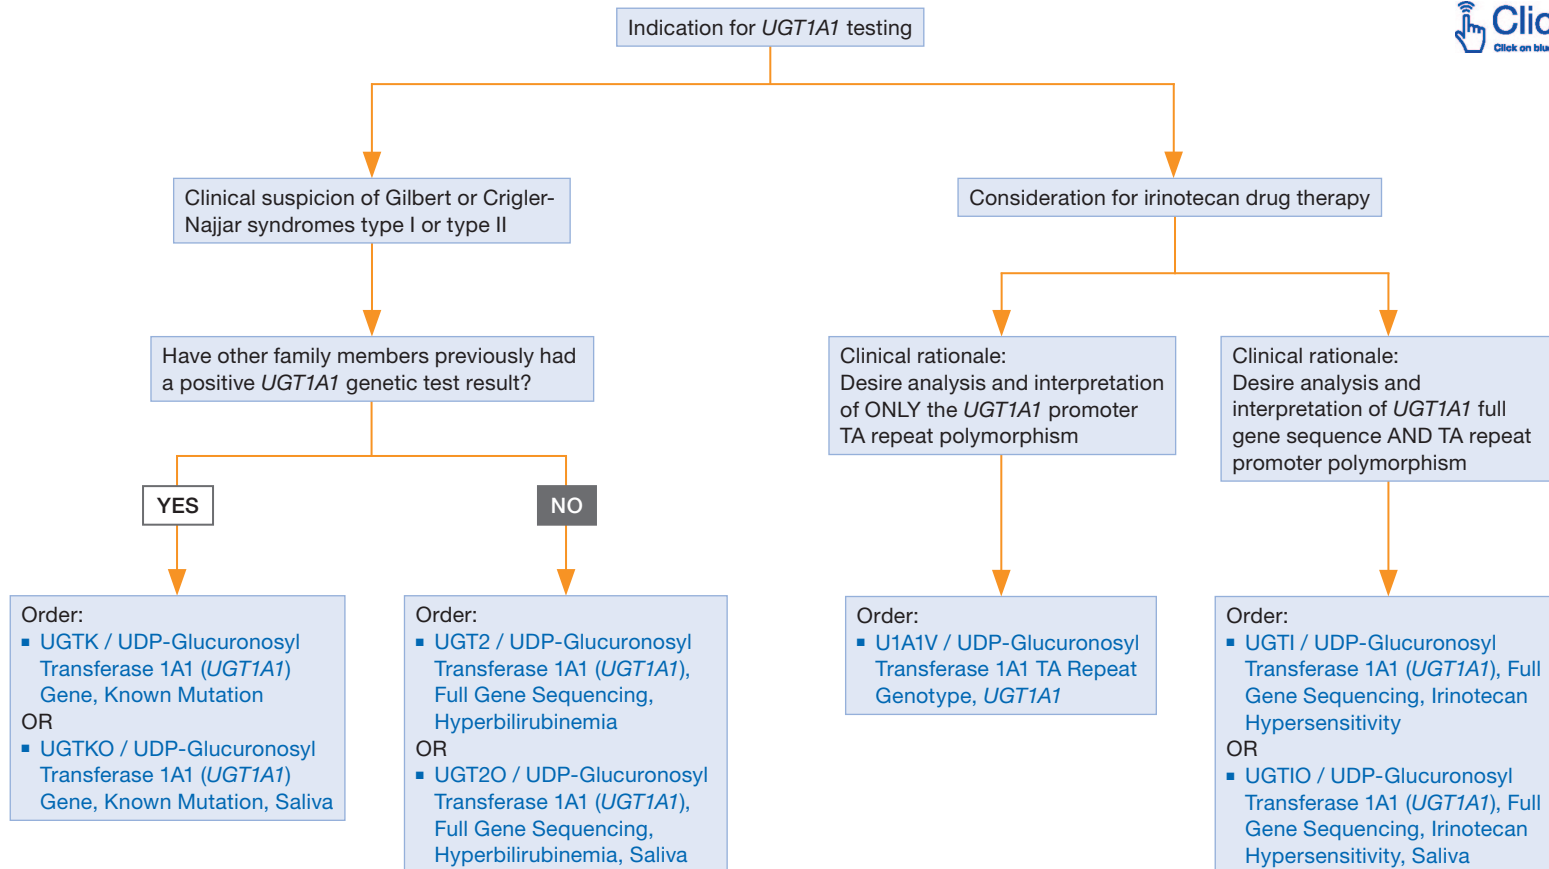 Indication for UGT1A1 testing
Clic
Click on blu
Clinical suspicion of Gilbert or Crigler-
Najjar syndromes type I or type II
Consideration for irinotecan drug therapy
Have other family members previously had
a positive UGT1A1 genetic test result?
Clinical rationale:
Desire analysis and interpretation
of ONLY the UGT1A1 promoter
TA repeat polymorphism
Clinical rationale:
Desire analysis and
interpretation of UGT1A1 full
gene sequence AND TA repeat
promoter polymorphism
YES
NO
Order:
▪ UGTK / UDP-Glucuronosyl
Transferase 1A1 (UGT1A1)
Gene, Known Mutation
OR
▪ UGTKO / UDP-Glucuronosyl
Transferase 1A1 (UGT1A1)
Gene, Known Mutation, Saliva
Order:
▪ UGT2 / UDP-Glucuronosyl
Transferase 1A1 (UGT1A1),
Full Gene Sequencing,
Hyperbilirubinemia
OR
▪ UGT2O / UDP-Glucuronosyl
Transferase 1A1 (UGT1A1),
Full Gene Sequencing,
Hyperbilirubinemia, Saliva
Order:
▪ U1A1V / UDP-Glucuronosyl
Transferase 1A1 TA Repeat
Genotype, UGT1A1
Order:
▪ UGTI / UDP-Glucuronosyl
Transferase 1A1 (UGT1A1), Full
Gene Sequencing, Irinotecan
Hypersensitivity
OR
▪ UGTIO / UDP-Glucuronosyl
Transferase 1A1 (UGT1A1), Full
Gene Sequencing, Irinotecan
Hypersensitivity, Saliva